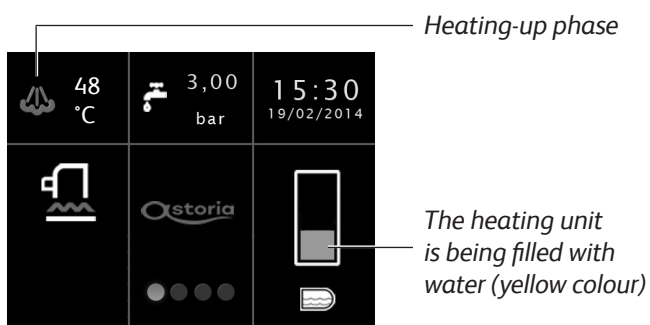 Heating-up phase
48
°C
3,00
bar
15:30
19/02/2014
astoria
The heating unit
is being filled with
water (yellow colour)